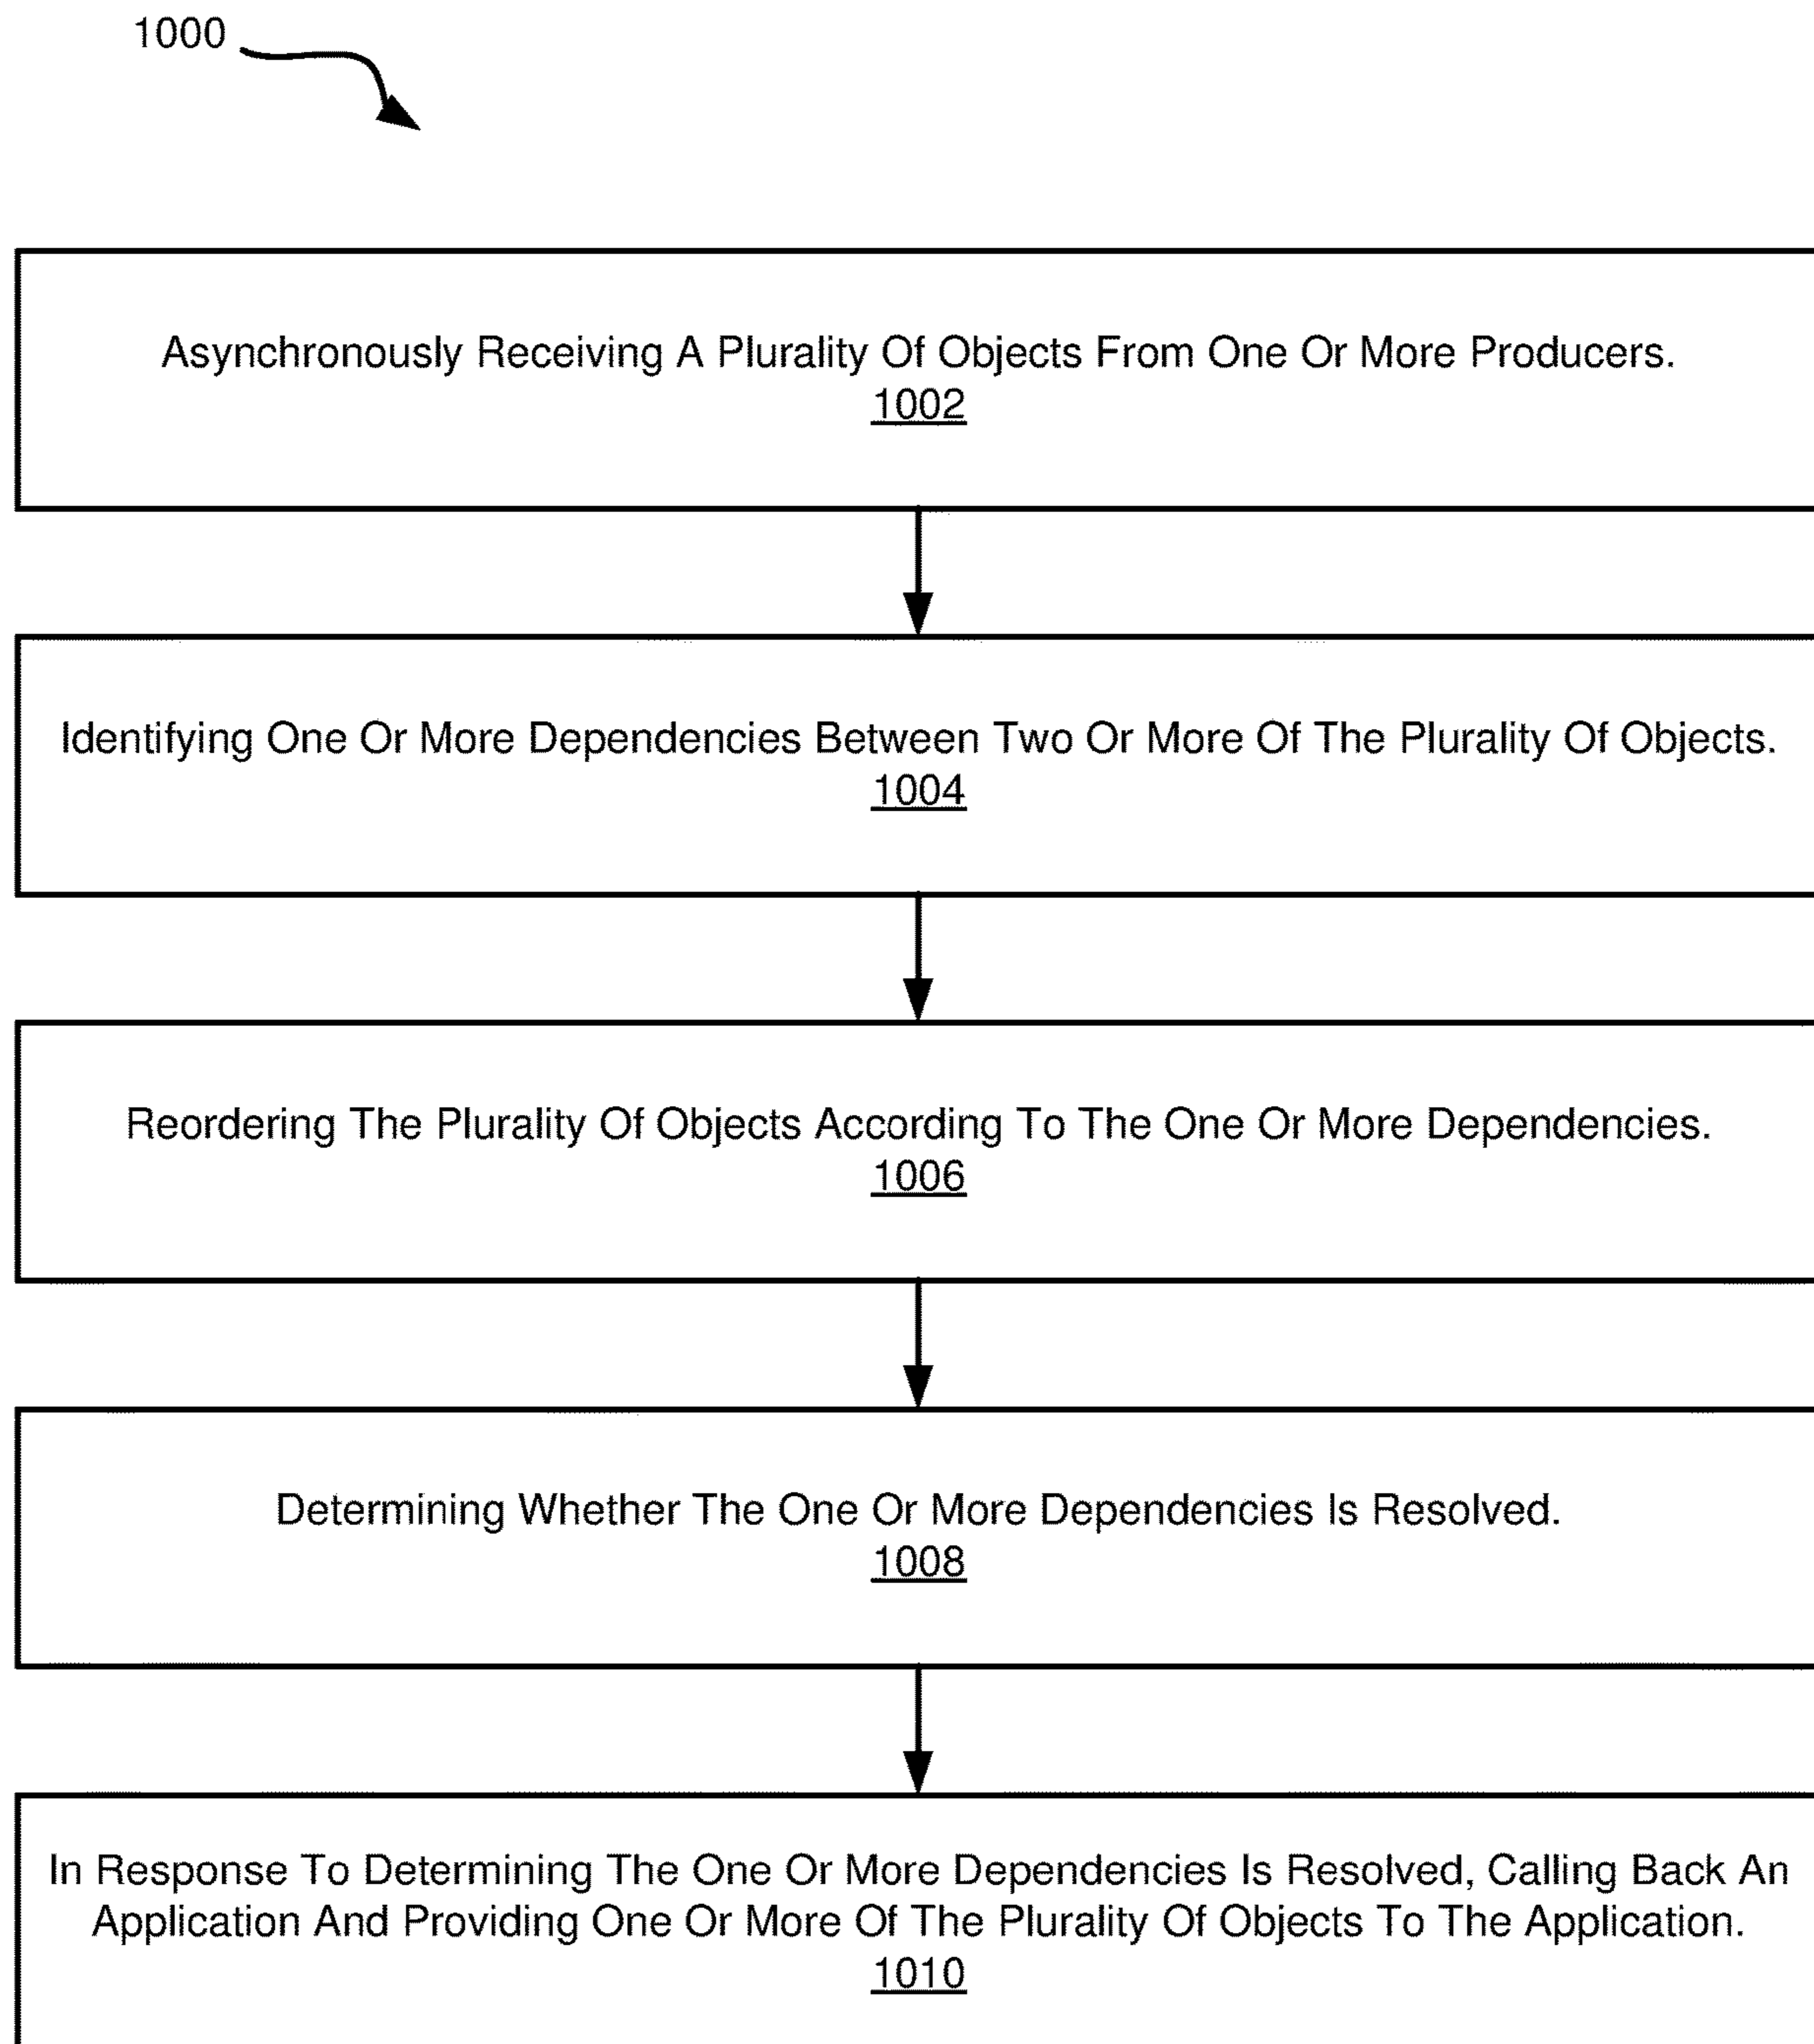 1000
Asynchronously Receiving A Plurality Of Objects From One Or More Producers.
1002
Identifying One Or More Dependencies Between Two Or More Of The Plurality Of Objects.
1004
Reordering The Plurality Of Objects According To The One Or More Dependencies.
1006
Determining Whether The One Or More Dependencies Is Resolved.
1008
In Response To Determining The One Or More Dependencies Is Resolved, Calling Back An
Application And Providing One Or More Of The Plurality Of Objects To The Application.
1010